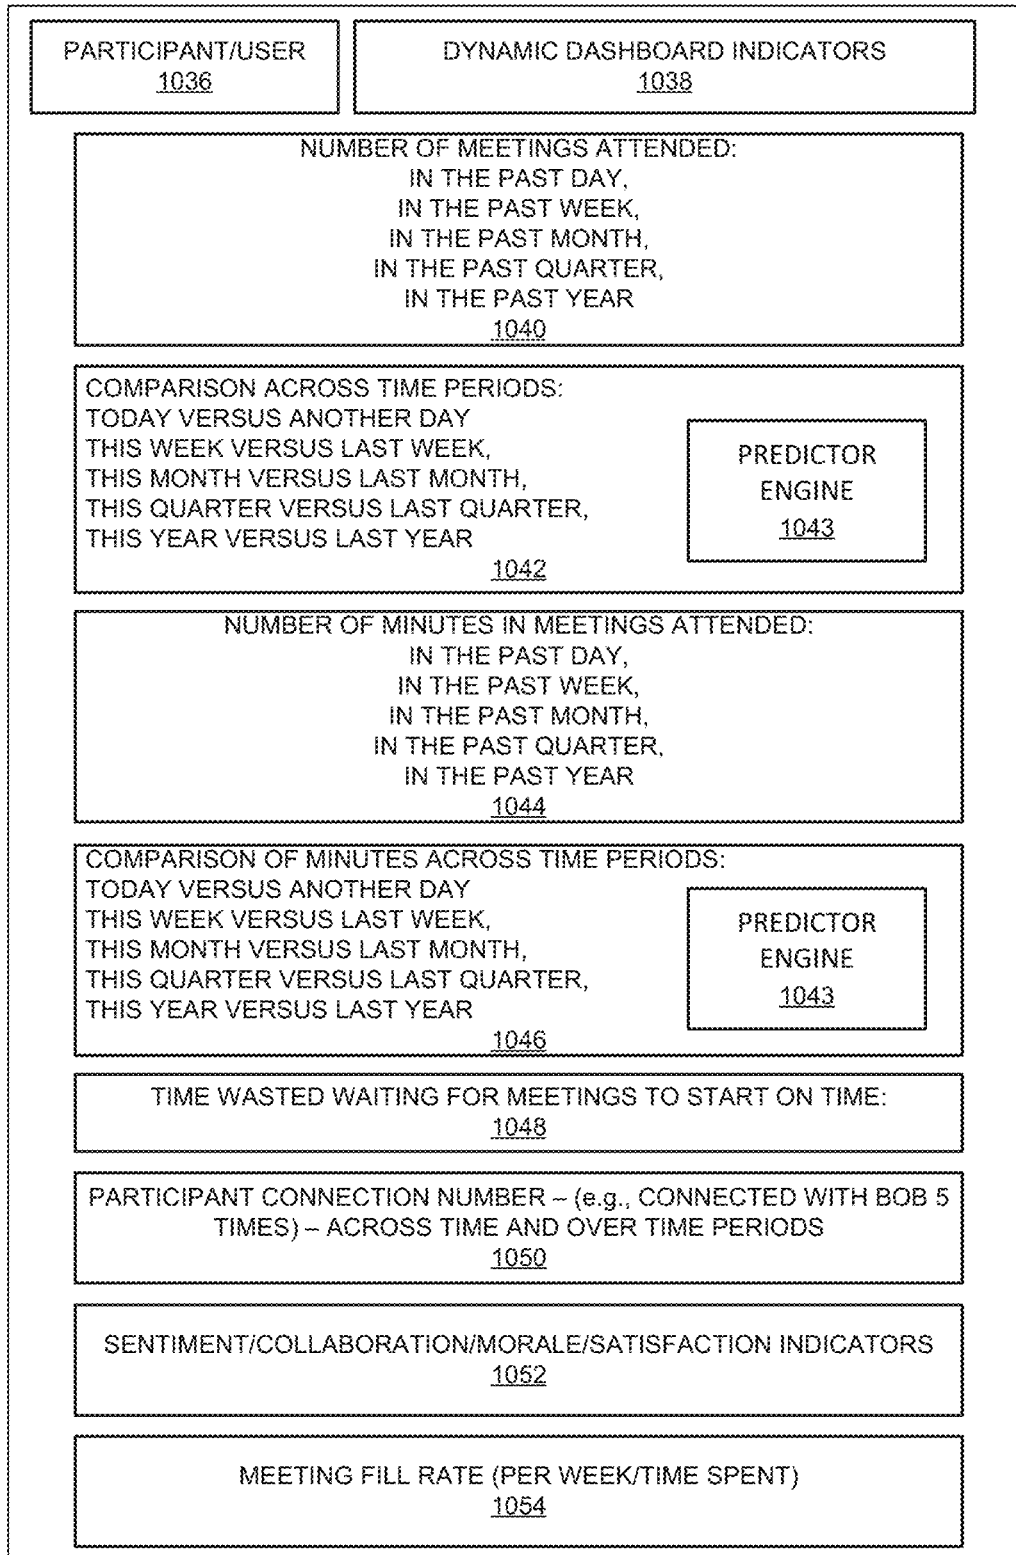 PARTICIPANT/USER
1036
DYNAMIC DASHBOARD INDICATORS
1038
NUMBER OF MEETINGS ATTENDED:
IN THE PAST DAY,
IN THE PAST WEEK,
IN THE PAST MONTH,
IN THE PAST QUARTER,
IN THE PAST YEAR
1040
COMPARISON ACROSS TIME PERIODS:
TODAY VERSUS ANOTHER DAY
THIS WEEK VERSUS LAST WEEK,
THIS MONTH VERSUS LAST MONTH,
THIS QUARTER VERSUS LAST QUARTER,
THIS YEAR VERSUS LAST YEAR
1042
PREDICTOR
ENGINE
1043
NUMBER OF MINUTES IN MEETINGS ATTENDED:
IN THE PAST DAY,
IN THE PAST WEEK,
IN THE PAST MONTH,
IN THE PAST QUARTER,
IN THE PAST YEAR
1044
COMPARISON OF MINUTES ACROSS TIME PERIODS:
TODAY VERSUS ANOTHER DAY
THIS WEEK VERSUS LAST WEEK,
THIS MONTH VERSUS LAST MONTH,
THIS QUARTER VERSUS LAST QUARTER,
THIS YEAR VERSUS LAST YEAR
1046
PREDICTOR
ENGINE
1043
TIME WASTED WAITING FOR MEETINGS TO START ON TIME:
1048
PARTICIPANT CONNECTION NUMBER – (e.g., CONNECTED WITH BOB 5
TIMES) – ACROSS TIME AND OVER TIME PERIODS
1050
SENTIMENT/COLLABORATION/MORALE/SATISFACTION INDICATORS
1052
MEETING FILL RATE (PER WEEK/TIME SPENT)
1054